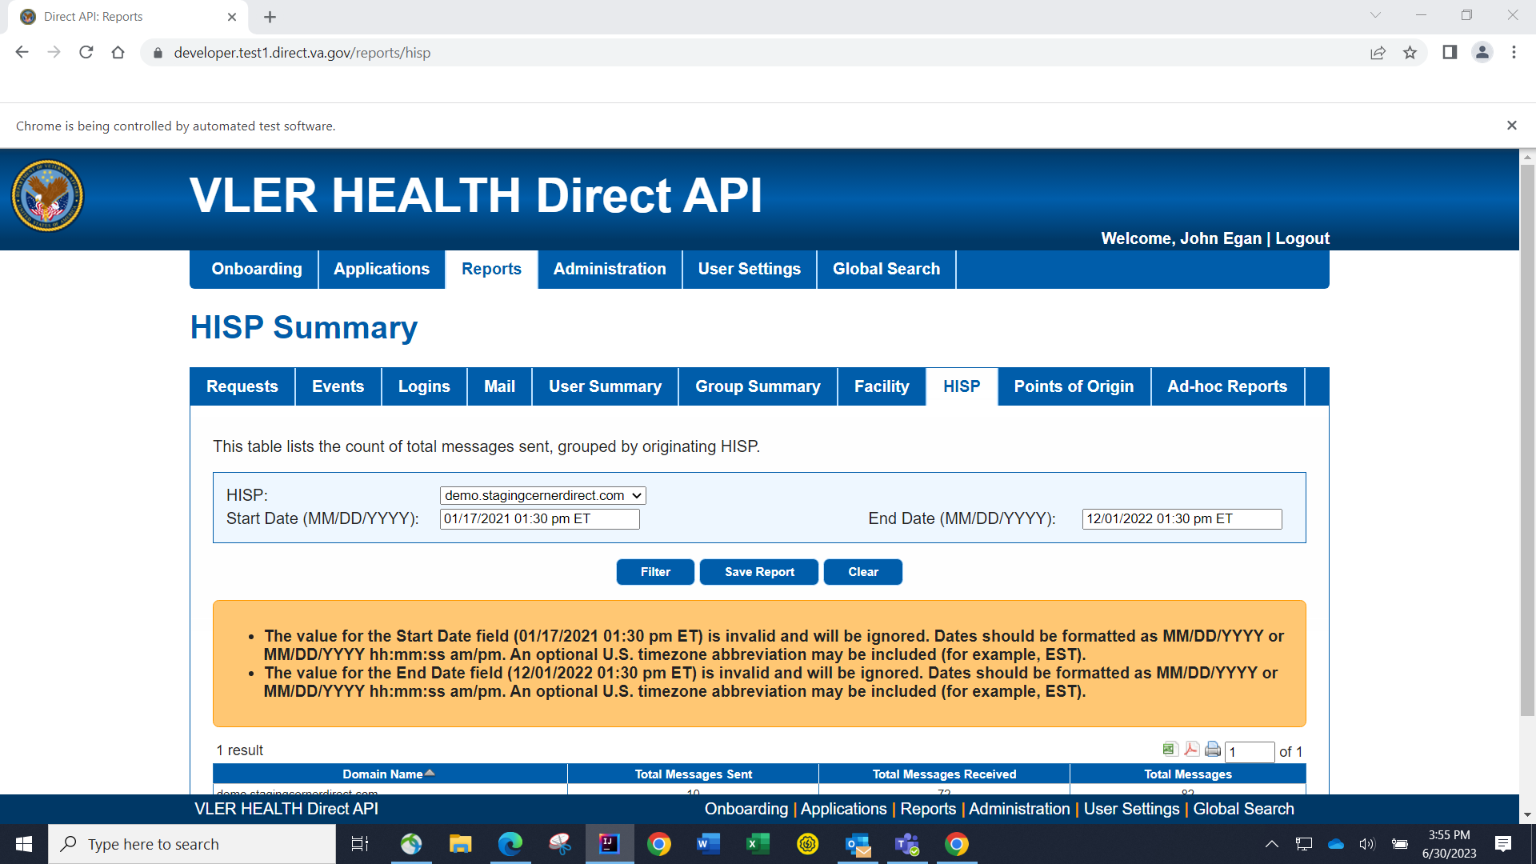 Direct API: Reports
developer.test1.direct.va.gov/reports/hisp
Chrome is being controlled by automated test software.
VLER HEALTH Direct API
Welcome, John Egan | Logout
Onboarding Applications Reports Administration User Settings Global Search
HISP Summary
Requests Events Logins Mail User Summary Group Summary Facility HISP Points of Origin Ad-hoc Reports
This table lists the count of total messages sent, grouped by originating HISP.
HISP: demo.stagingcernerdirect.com
Start Date (MM/DD/YYYY): 01/17/2021 01:30 pm ET End Date (MM/DD/YYYY): 12/01/2022 01:30 pm ET
Filter Save Report Clear
• The value for the Start Date field (01/17/2021 01:30 pm ET) is invalid and will be ignored. Dates should be formatted as MM/DD/YYYY or
MM/DD/YYYY hh:mm:ss am/pm. An optional U.S. timezone abbreviation may be included (for example, EST).
• The value for the End Date field (12/01/2022 01:30 pm ET) is invalid and will be ignored. Dates should be formatted as MM/DD/YYYY or
MM/DD/YYYY hh:mm:ss am/pm. An optional U.S. timezone abbreviation may be included (for example, EST).
1 result 1 of 1
Domain Name Total Messages Sent Total Messages Received Total Messages
demo.stagingcernerdirect.com 10 72 82
VLER HEALTH Direct API Onboarding | Applications | Reports | Administration | User Settings | Global Search
Type here to search
3:55 PM
6/30/2023